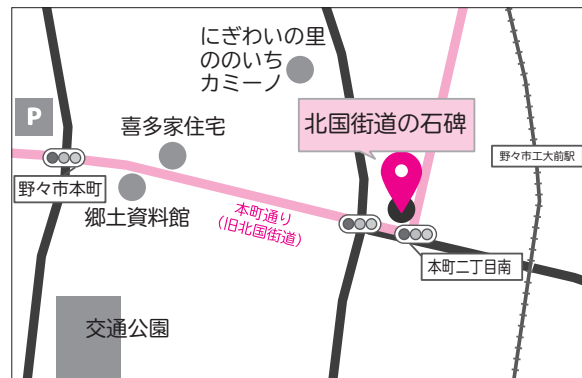 にぎわいの里
ののいち
カミーノ
P
喜多家住宅
北国街道の石碑
野々市工大前駅
野々市本町
郷土資料館
本町通り
(旧北国街道)
本町二丁目南
交通公園